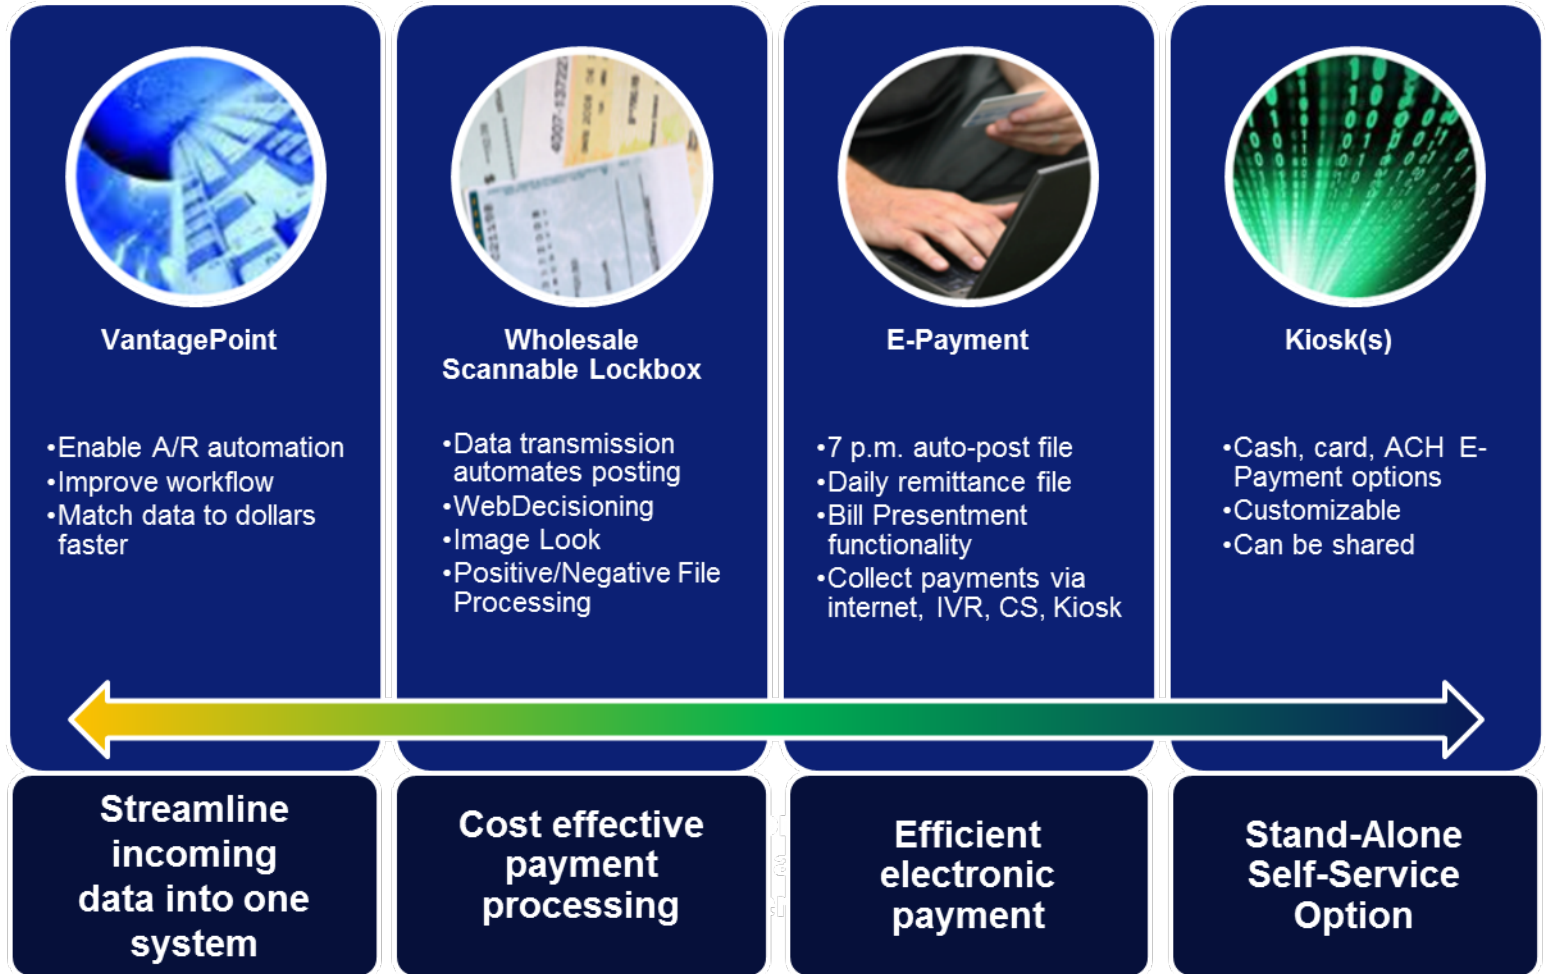 VantagePoint
•Enable A/R automation
•Improve workflow
•Match data to dollars
faster
Streamline
incoming
data into one
system
Wholesale
Scannable Lockbox
•Data transmission
automates posting
•WebDecisioning
•Image Look
•Positive/Negative File
Processing
Cost effective
payment
processing
E-Payment
•7 p.m. auto-post file
•Daily remittance file
•Bill Presentment
functionality
•Collect payments via
internet, IVR, CS, Kiosk
Efficient
electronic
payment
Kiosk(s)
•Cash, card, ACH E-
Payment options
•Customizable
•Can be shared
Stand-Alone
Self-Service
Option